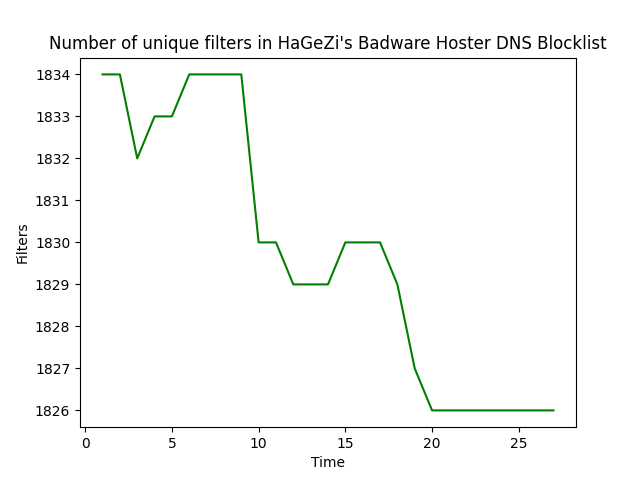 Number of unique filters in HaGeZi's Badware Hoster DNS Blocklist
1834
1833
1832
1831
1830
1829
1828
1827
1826
Filters
0 5 10 15 20 25
Time